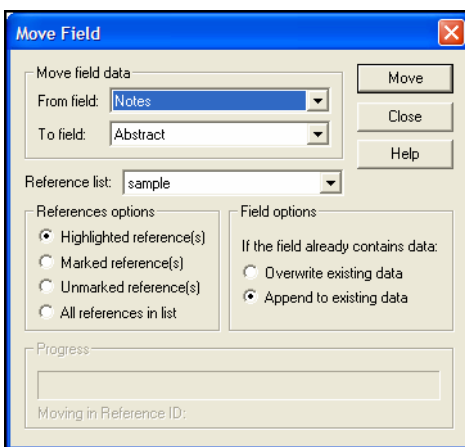 Move Field
Move field data
From field: Notes
To field: Abstract
Move
Close
Help
Reference list: sample
References options
Highlighted reference(s)
Marked reference(s)
Unmarked reference(s)
All references in list
Field options
If the field already contains data:
Overwrite existing data
Append to existing data
Progress
Moving in Reference ID: